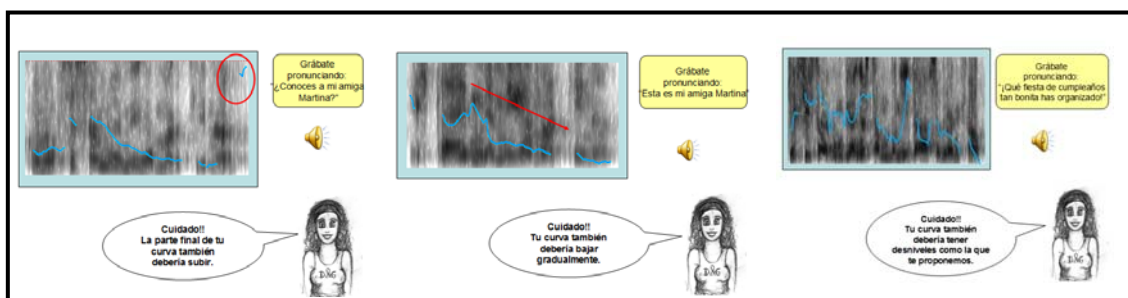 Grábate
pronunciando:
"¿Conoces a mi amiga
Martina?"
Cuidado!!
La parte final de tu
curva también
debería subir.
Grábate
pronunciando:
"Esta es mi amiga Martina"
Cuidado!!
Tu curva también
debería bajar
gradualmente.
Grábate
pronunciando:
"¡Qué fiesta de cumpleaños
tan bonita has organizado!"
Cuidado!!
Tu curva también
debería tener
desniveles como la que
te proponemos.